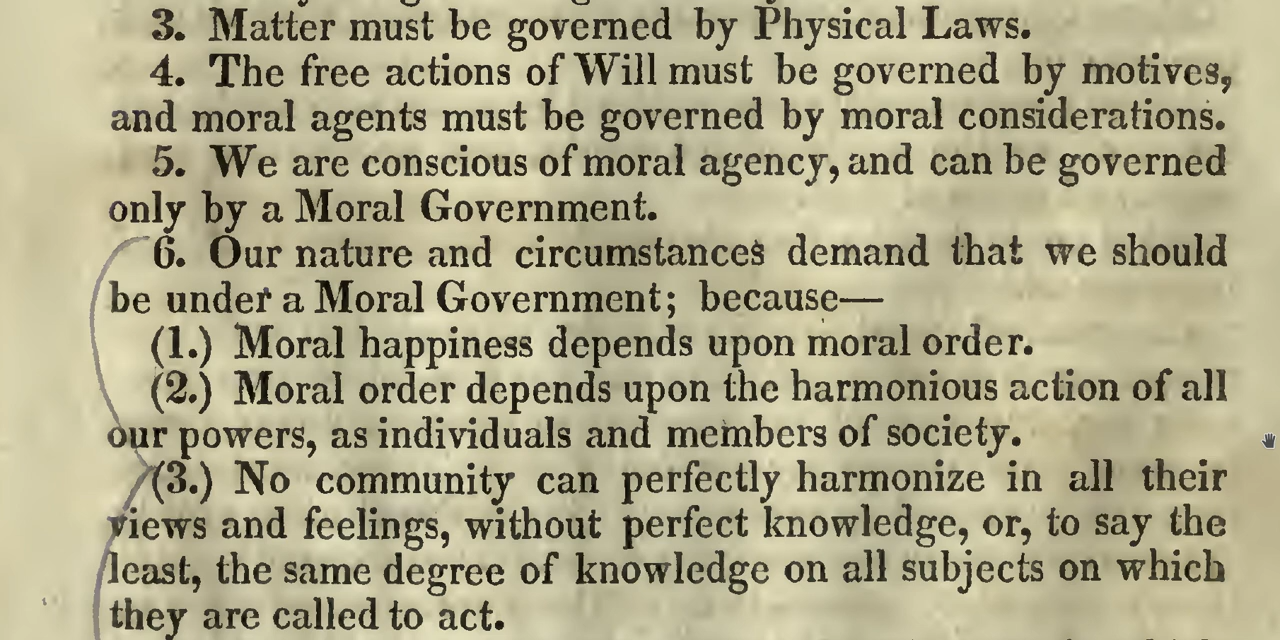 3. Matter must be governed by Physical Laws.
4. The free actions of Will must be governed by motives,
and moral agents must be governed by moral considerations.
5. We are conscious of moral agency, and can be governed
only by a Moral Government.
6. Our nature and circumstances demand that we should
be under a Moral Government; because—
(1.) Moral happiness depends upon moral order.
(2.) Moral order depends upon the harmonious action of all
our powers, as individuals and members of society.
(3.) No community can perfectly harmonize in all their
views and feelings, without perfect knowledge, or, to say the
least, the same degree of knowledge on all subjects on which
they are called to act.